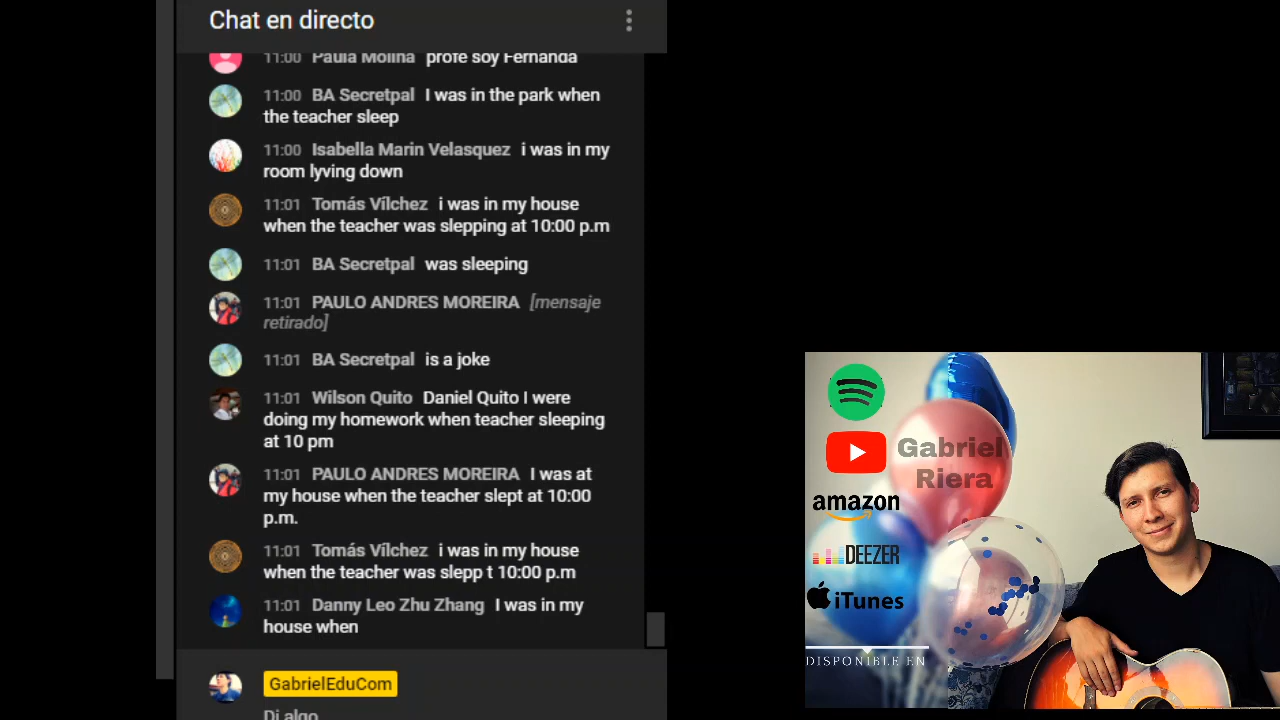 Chat en directo
11:00 Paula Molina profe soy Fernanda
11:00 BA Secretpal I was in the park when
the teacher sleep
11:00 Isabella Marin Velasquez i was in my
room lyving down
11:01 Tomás Vílchez i was in my house
when the teacher was slepping at 10:00 p.m
11:01 BA Secretpal was sleeping
11:01 PAULO ANDRES MOREIRA [mensaje
retirado]
11:01 BA Secretpal is a joke
11:01 Wilson Quito Daniel Quito I were
doing my homework when teacher sleeping
at 10 pm
11:01 PAULO ANDRES MOREIRA I was at
my house when the teacher slept at 10:00
p.m.
11:01 Tomás Vílchez i was in my house
when the teacher was slepp t 10:00 p.m
11:01 Danny Leo Zhu Zhang I was in my
house when
GabrielEduCom
Di algo
Gabriel
Riera
amazon
DEEZER
iTunes
DISPONIBLE EN